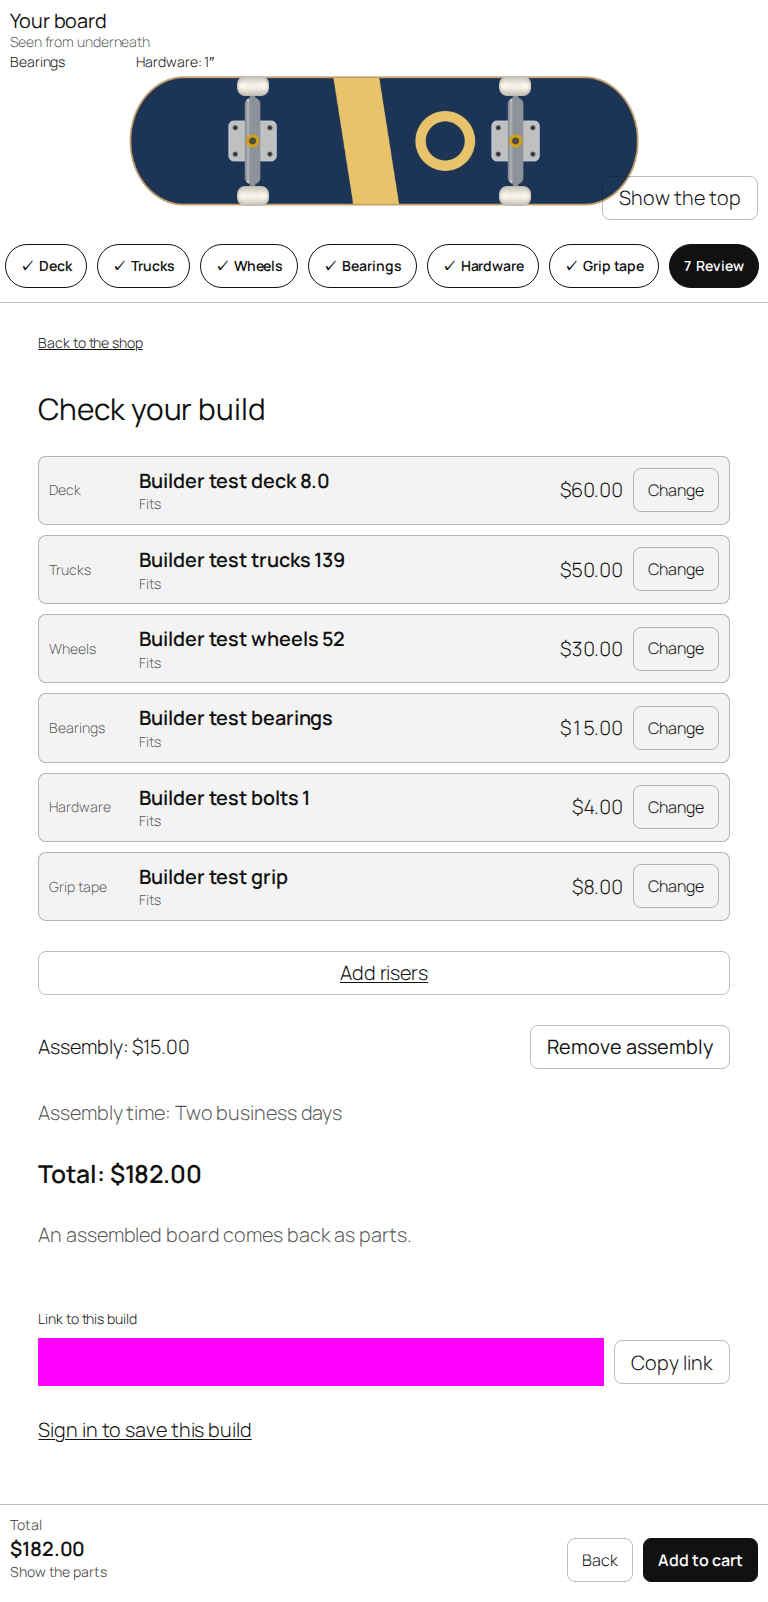 Your board
Seen from underneath
Bearings Hardware: 1″
Show the top
✓ Deck ✓ Trucks ✓ Wheels ✓ Bearings ✓ Hardware ✓ Grip tape 7 Review
Back to the shop
Check your build
Deck Builder test deck 8.0 $60.00 Change
Fits
Trucks Builder test trucks 139 $50.00 Change
Fits
Wheels Builder test wheels 52 $30.00 Change
Fits
Bearings Builder test bearings $15.00 Change
Fits
Hardware Builder test bolts 1 $4.00 Change
Fits
Grip tape Builder test grip $8.00 Change
Fits
Add risers
Assembly: $15.00 Remove assembly
Assembly time: Two business days
Total: $182.00
An assembled board comes back as parts.
Link to this build
Copy link
Sign in to save this build
Total
$182.00
Show the parts
Back Add to cart